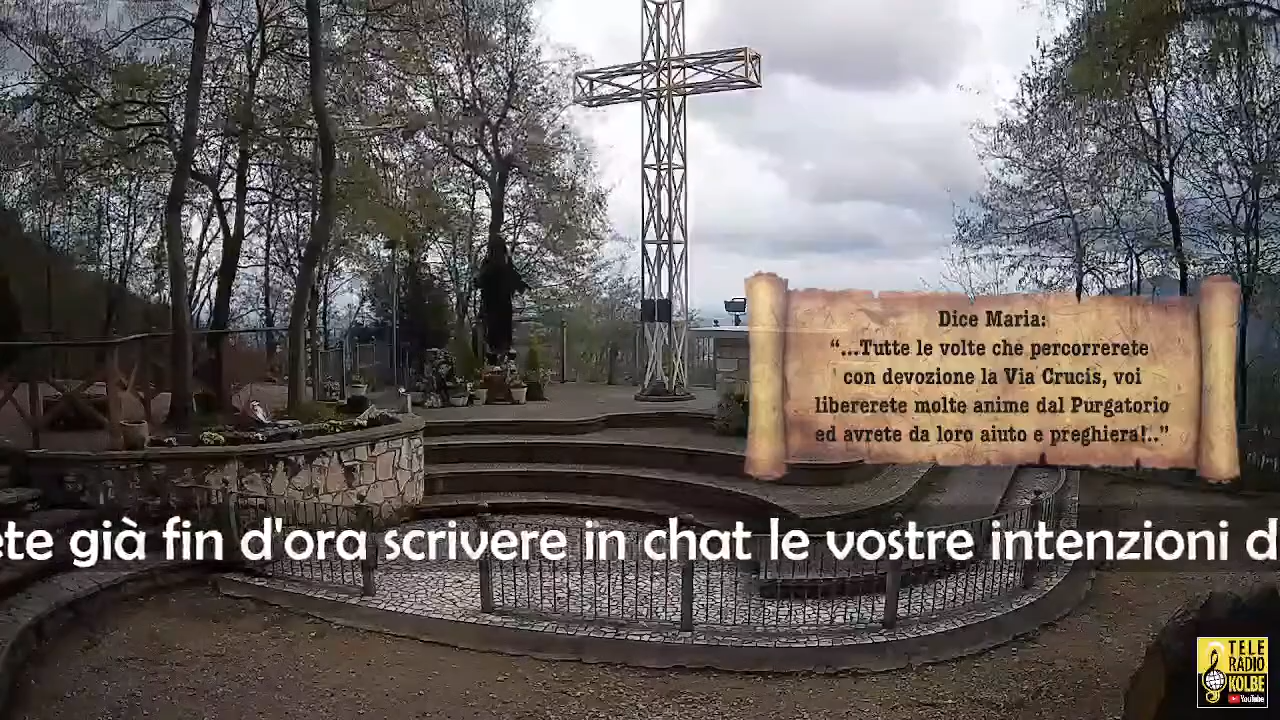 Dice Maria:
“...Tutte le volte che percorrerete
con devozione la Via Crucis, voi
libererete molte anime dal Purgatorio
ed avrete da loro aiuto e preghiera!..”
ete già fin d'ora scrivere in chat le vostre intenzioni d
TELE
RADIO
KOLBE
YouTube